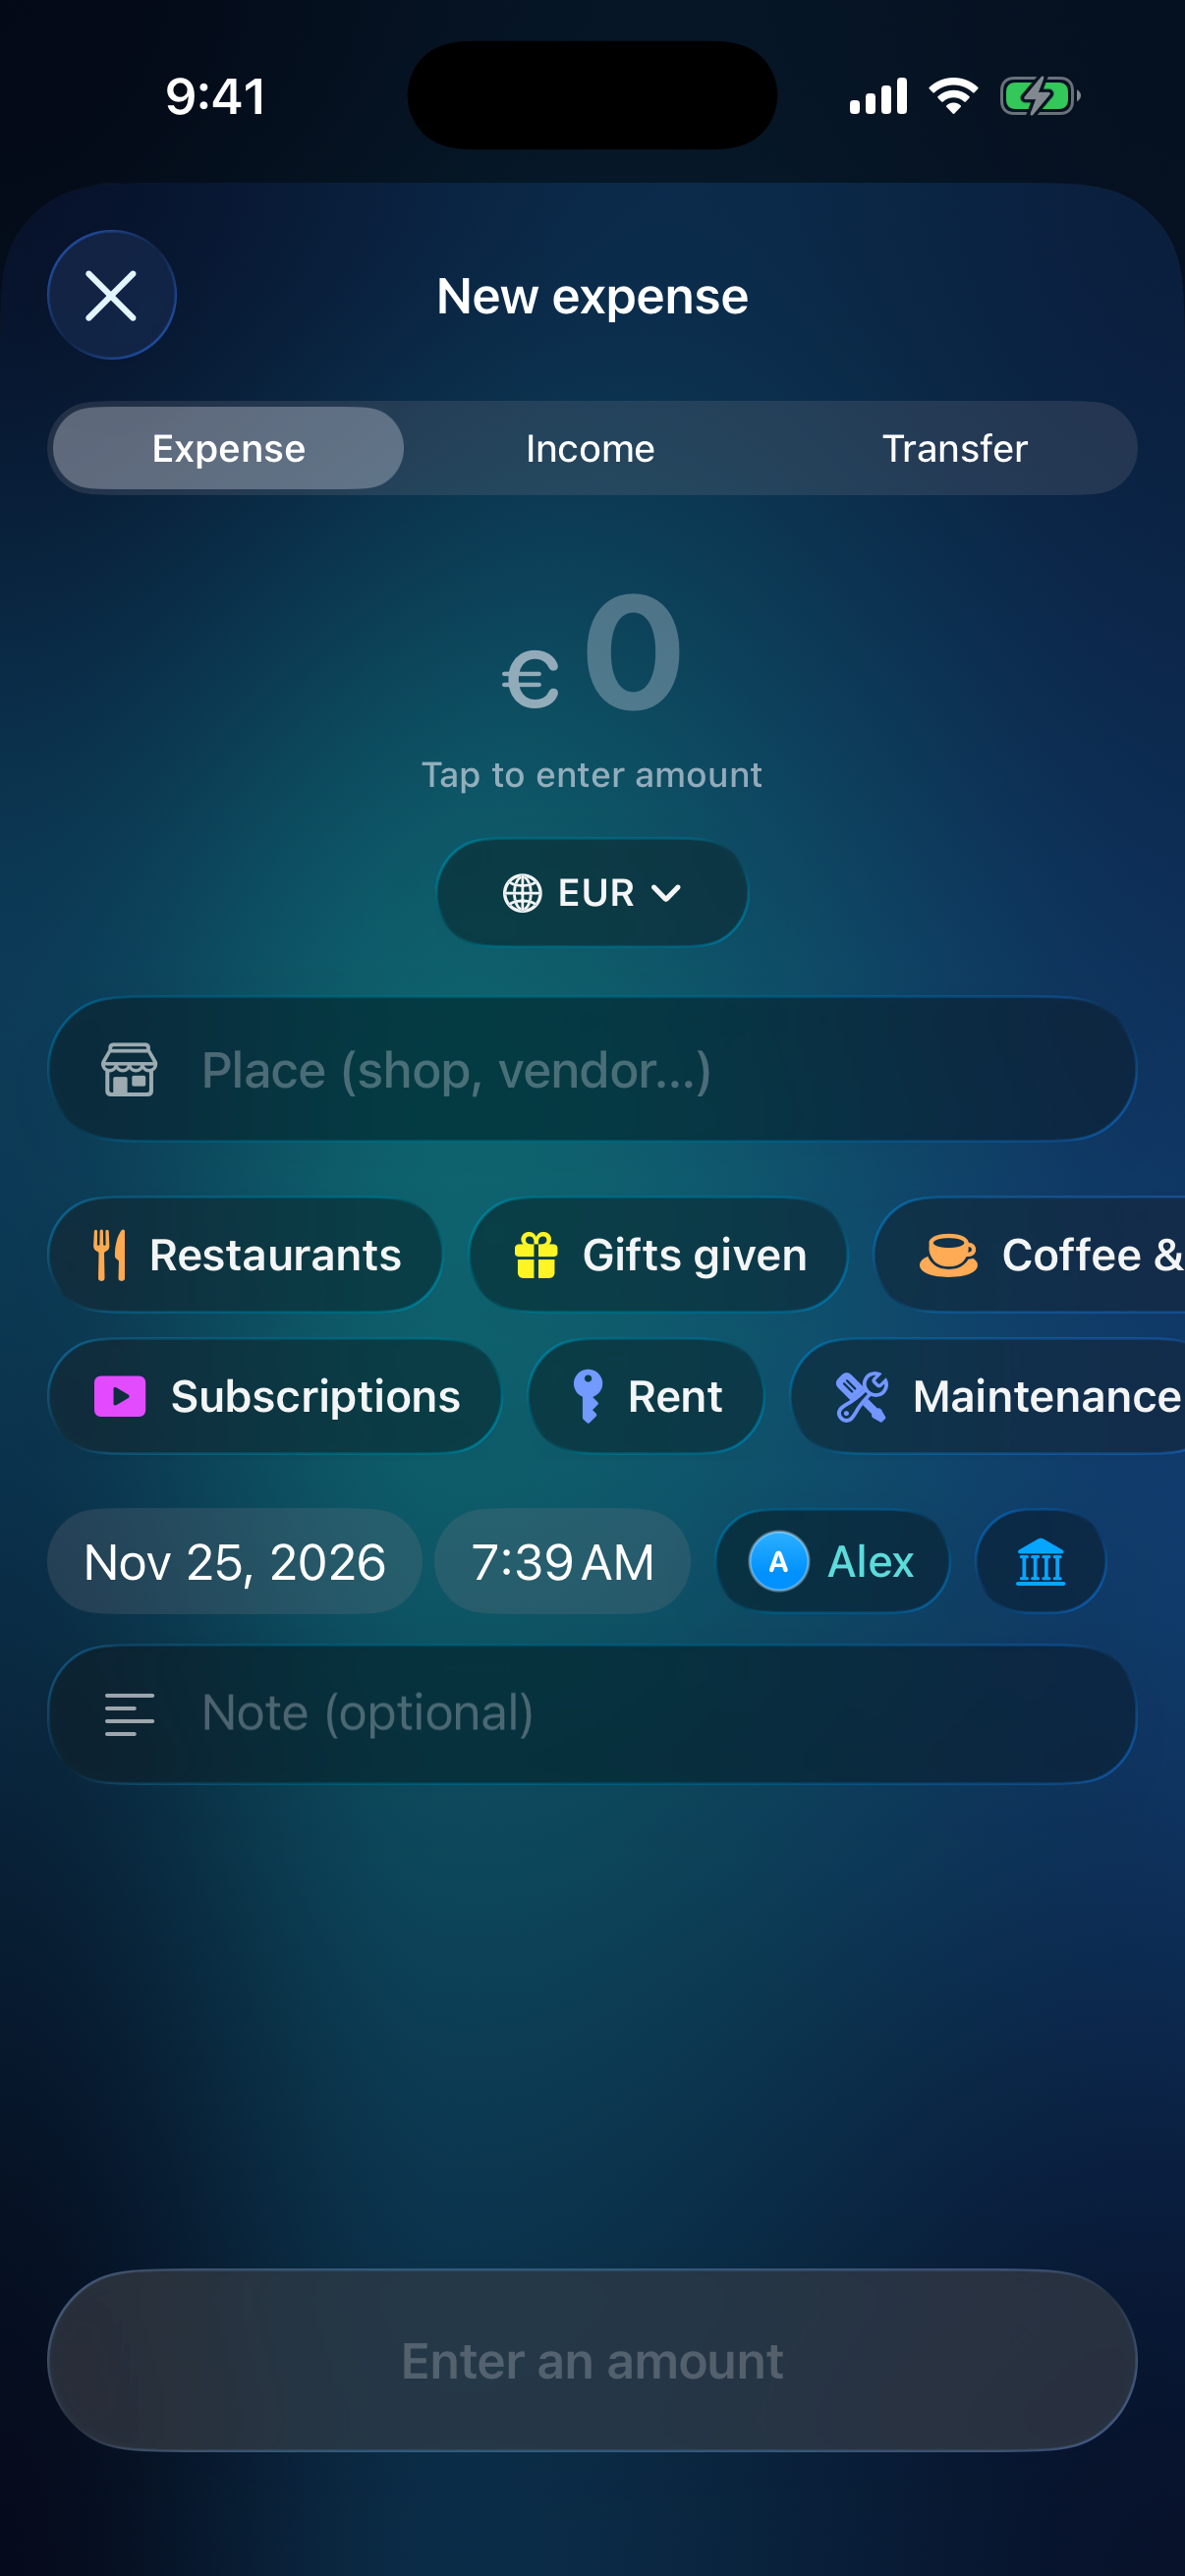 9:41
New expense
Expense Income Transfer
€ 0
Tap to enter amount
EUR
Place (shop, vendor...)
Restaurants Gifts given Coffee &
Subscriptions Rent Maintenance
Nov 25, 2026 7:39 AM A Alex
Note (optional)
Enter an amount